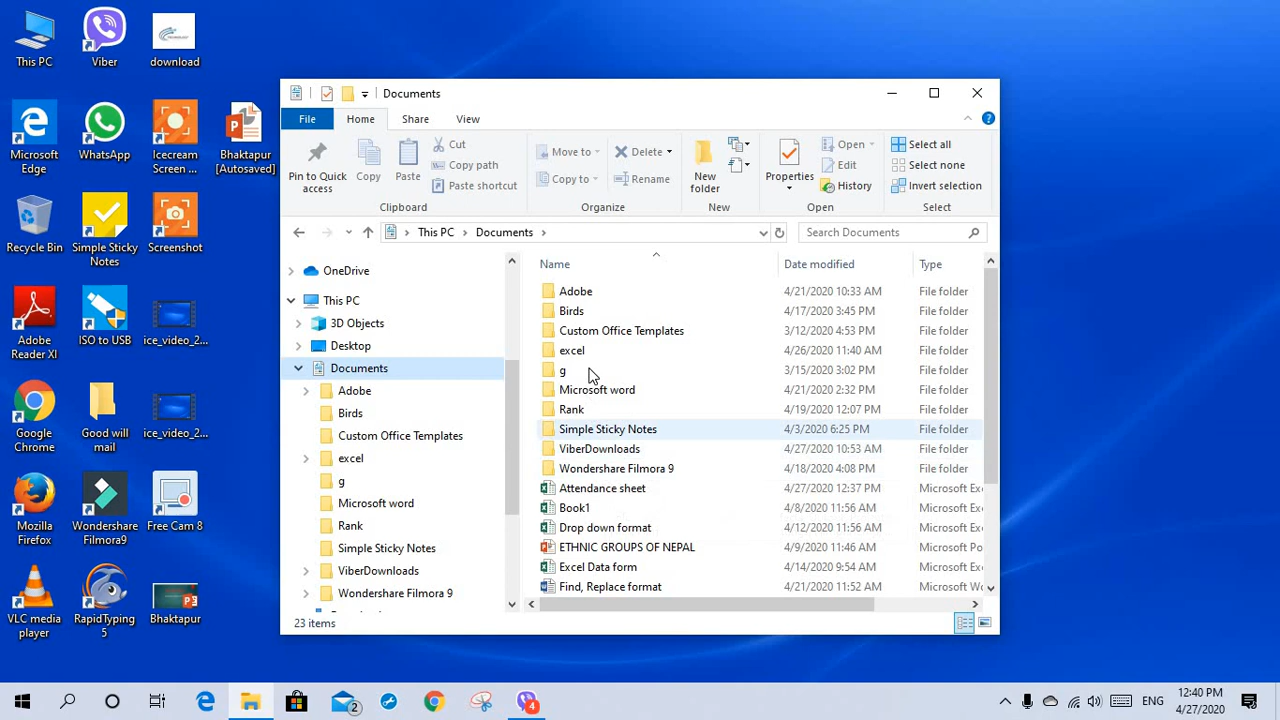 This PC
Viber
download
Microsoft
Edge
WhatsApp
Icecream
Screen ...
Bhaktapur
[Autosaved]
Recycle Bin
Simple Sticky
Notes
Screenshot
Adobe
Reader XI
ISO to USB
ice_video_2...
Google
Chrome
Good will
mail
ice_video_2...
Mozilla
Firefox
Wondershare
Filmora9
Free Cam 8
VLC media
player
RapidTyping
5
Bhaktapur
Documents
File Home Share View
Pin to Quick
access
Copy
Paste
Cut
Copy path
Paste shortcut
Clipboard
Move to
Copy to
Delete
Rename
Organize
New
folder
New
Properties
Open
Edit
History
Open
Select all
Select none
Invert selection
Select
This PC > Documents >
Search Documents
OneDrive
This PC
3D Objects
Desktop
Documents
Adobe
Birds
Custom Office Templates
excel
g
Microsoft word
Rank
Simple Sticky Notes
ViberDownloads
Wondershare Filmora 9
Name Date modified Type
Adobe 4/21/2020 10:33 AM File folder
Birds 4/17/2020 3:45 PM File folder
Custom Office Templates 3/12/2020 4:53 PM File folder
excel 4/26/2020 11:40 AM File folder
g 3/15/2020 3:02 PM File folder
Microsoft word 4/21/2020 2:32 PM File folder
Rank 4/19/2020 12:07 PM File folder
Simple Sticky Notes 4/3/2020 6:25 PM File folder
ViberDownloads 4/27/2020 10:53 AM File folder
Wondershare Filmora 9 4/18/2020 4:08 PM File folder
Attendance sheet 4/27/2020 12:37 PM Microsoft Ex
Book1 4/8/2020 11:56 AM Microsoft Ex
Drop down format 4/12/2020 11:56 AM Microsoft Ex
ETHNIC GROUPS OF NEPAL 4/9/2020 11:46 AM Microsoft Po
Excel Data form 4/14/2020 9:54 AM Microsoft Ex
Find, Replace format 4/21/2020 11:52 AM Microsoft Wo
23 items
2
4
ENG
12:40 PM
4/27/2020